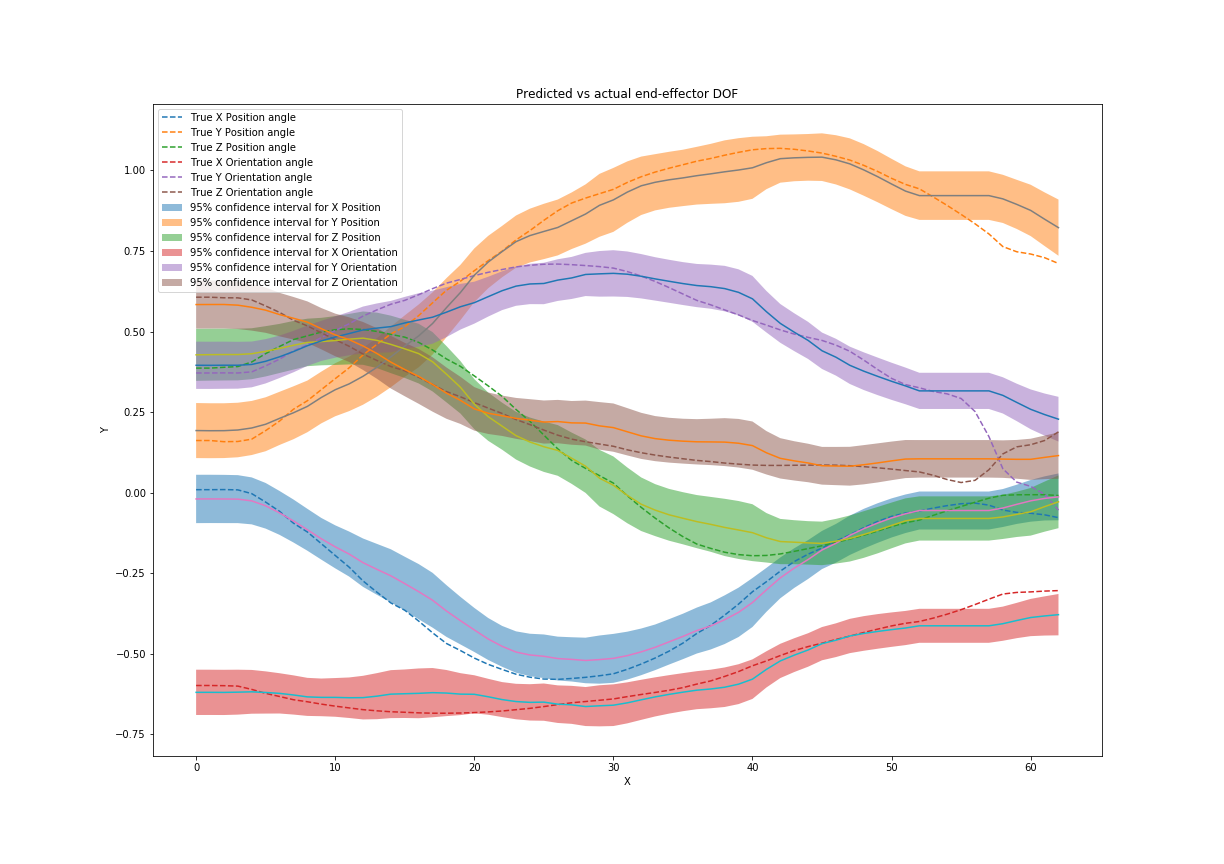 Predicted vs actual end-effector DOF
True X Position angle
True Y Position angle
True Z Position angle
True X Orientation angle
True Y Orientation angle
True Z Orientation angle
95% confidence interval for X Position
95% confidence interval for Y Position
95% confidence interval for Z Position
95% confidence interval for X Orientation
95% confidence interval for Y Orientation
95% confidence interval for Z Orientation
1.00
0.75
0.50
0.25
0.00
−0.25
−0.50
−0.75
Y
0 10 20 30 40 50 60
X